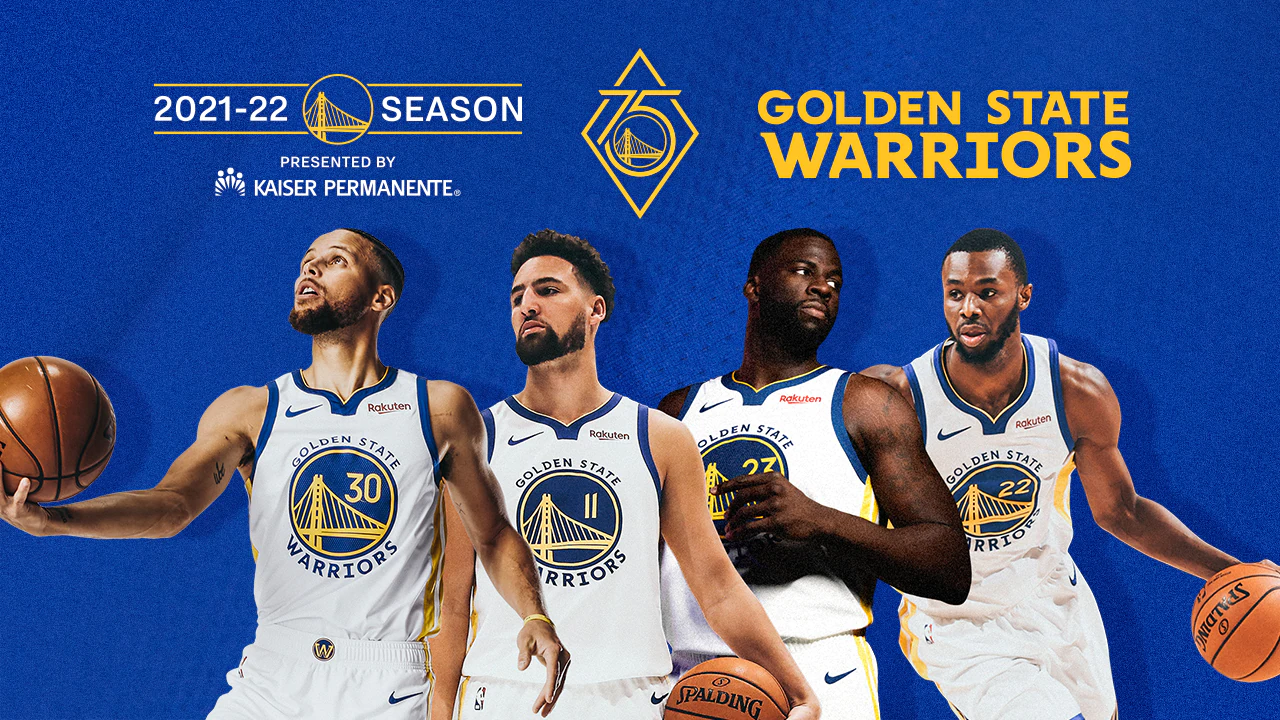 2021-22 SEASON
PRESENTED BY
KAISER PERMANENTE®
75
GOLDEN STATE
WARRIORS
Rakuten
GOLDEN STATE
30
WARRIORS
W
Rakuten
GOLDEN STATE
11
WARRIORS
SPALDING
Rakuten
GOLDEN STATE
23
Rakuten
GOLDEN STATE
22
WARRIORS
SPALDING